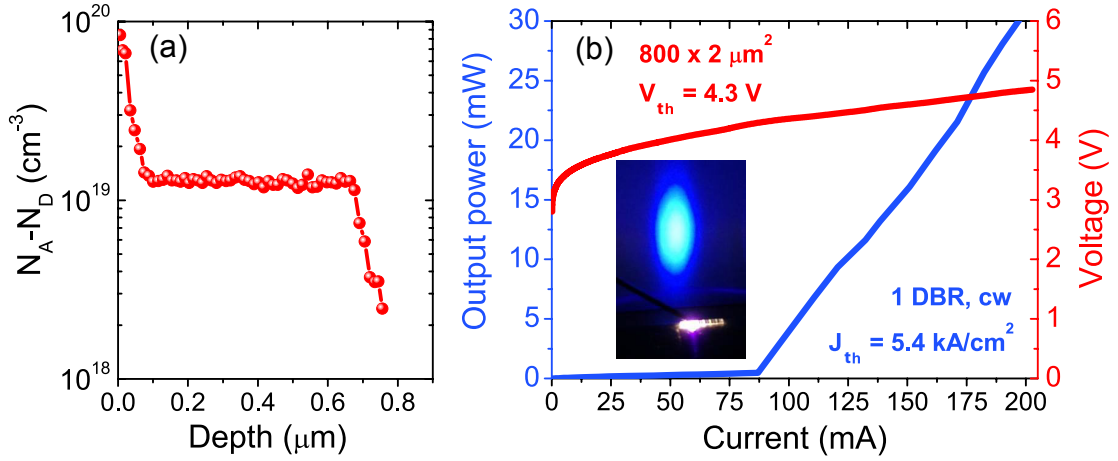 (a)
N_A-N_D (cm^-3)
10^20
10^19
10^18
0.0 0.2 0.4 0.6 0.8
Depth (μm)
(b)
800 x 2 μm^2
V_th = 4.3 V
1 DBR, cw
J_th = 5.4 kA/cm^2
Output power (mW)
30
25
20
15
10
5
0
0 25 50 75 100 125 150 175 200
Current (mA)
6
5
4
3
2
1
0
Voltage (V)